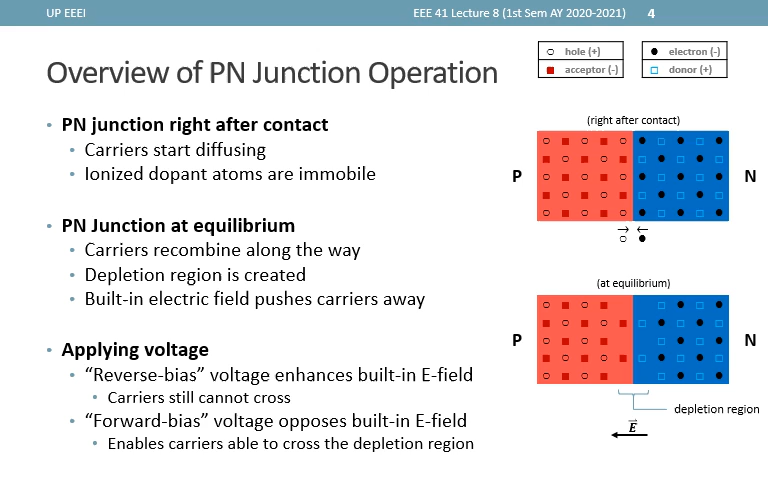 UP EEEI
EEE 41 Lecture 8 (1st Sem AY 2020-2021)
4
hole (+)
electron (-)
acceptor (-)
donor (+)
Overview of PN Junction Operation
• PN junction right after contact
• Carriers start diffusing
• Ionized dopant atoms are immobile
• PN Junction at equilibrium
• Carriers recombine along the way
• Depletion region is created
• Built-in electric field pushes carriers away
• Applying voltage
• “Reverse-bias” voltage enhances built-in E-field
• Carriers still cannot cross
• “Forward-bias” voltage opposes built-in E-field
• Enables carriers able to cross the depletion region
(right after contact)
P
N
(at equilibrium)
P
N
depletion region
E